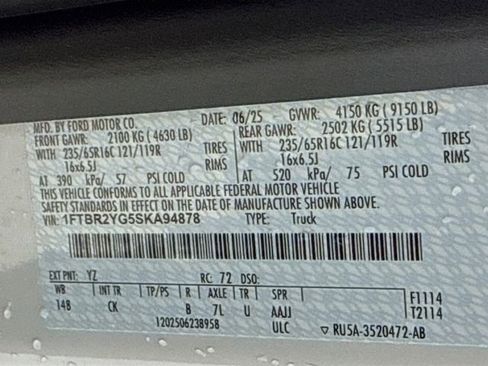 MFD. BY FORD MOTOR CO. DATE: 06/25 GVWR: 4150 KG (9150 LB)
FRONT GAWR: 2100 KG (4630 LB) REAR GAWR: 2502 KG (5515 LB)
WITH 235/65R16C 121/119R TIRES WITH 235/65R16C 121/119R TIRES
16x6.5J RIMS 16x6.5J RIMS
AT 390 kPa/ 57 PSI COLD AT 520 kPa/ 75 PSI COLD
THIS VEHICLE CONFORMS TO ALL APPLICABLE FEDERAL MOTOR VEHICLE
SAFETY STANDARDS IN EFFECT ON THE DATE OF MANUFACTURE SHOWN ABOVE
VIN: 1FTBR2YG5SKA94878 TYPE: Truck
EXT PNT: YZ RC: 72 DSO:
WB INT TR TP/PS R AXLE TR SPR F1114
148 CK B 7L U AAJJ T2114
1202506238958 ULC ▽ RU5A-3520472-AB